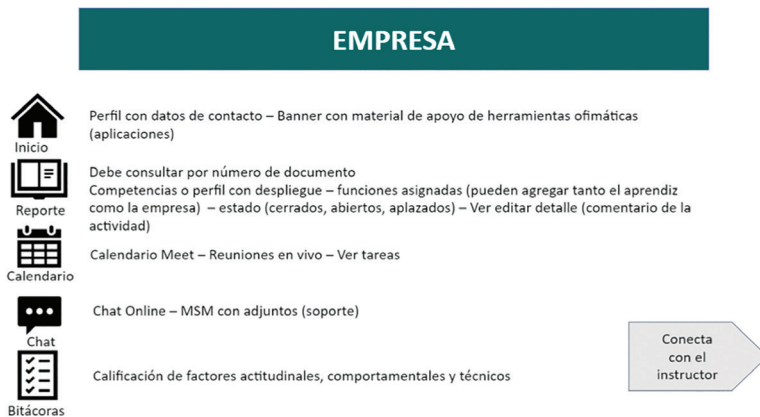 EMPRESA
Perfil con datos de contacto – Banner con material de apoyo de herramientas ofimáticas
(aplicaciones)
Inicio
Debe consultar por número de documento
Competencias o perfil con despliegue – funciones asignadas (pueden agregar tanto el aprendiz
como la empresa) – estado (cerrados, abiertos, aplazados) – Ver editar detalle (comentario de la
actividad)
Reporte
Calendario Meet – Reuniones en vivo – Ver tareas
Calendario
Chat Online – MSM con adjuntos (soporte)
Chat
Conecta
con el
instructor
Calificación de factores actitudinales, comportamentales y técnicos
Bitácoras